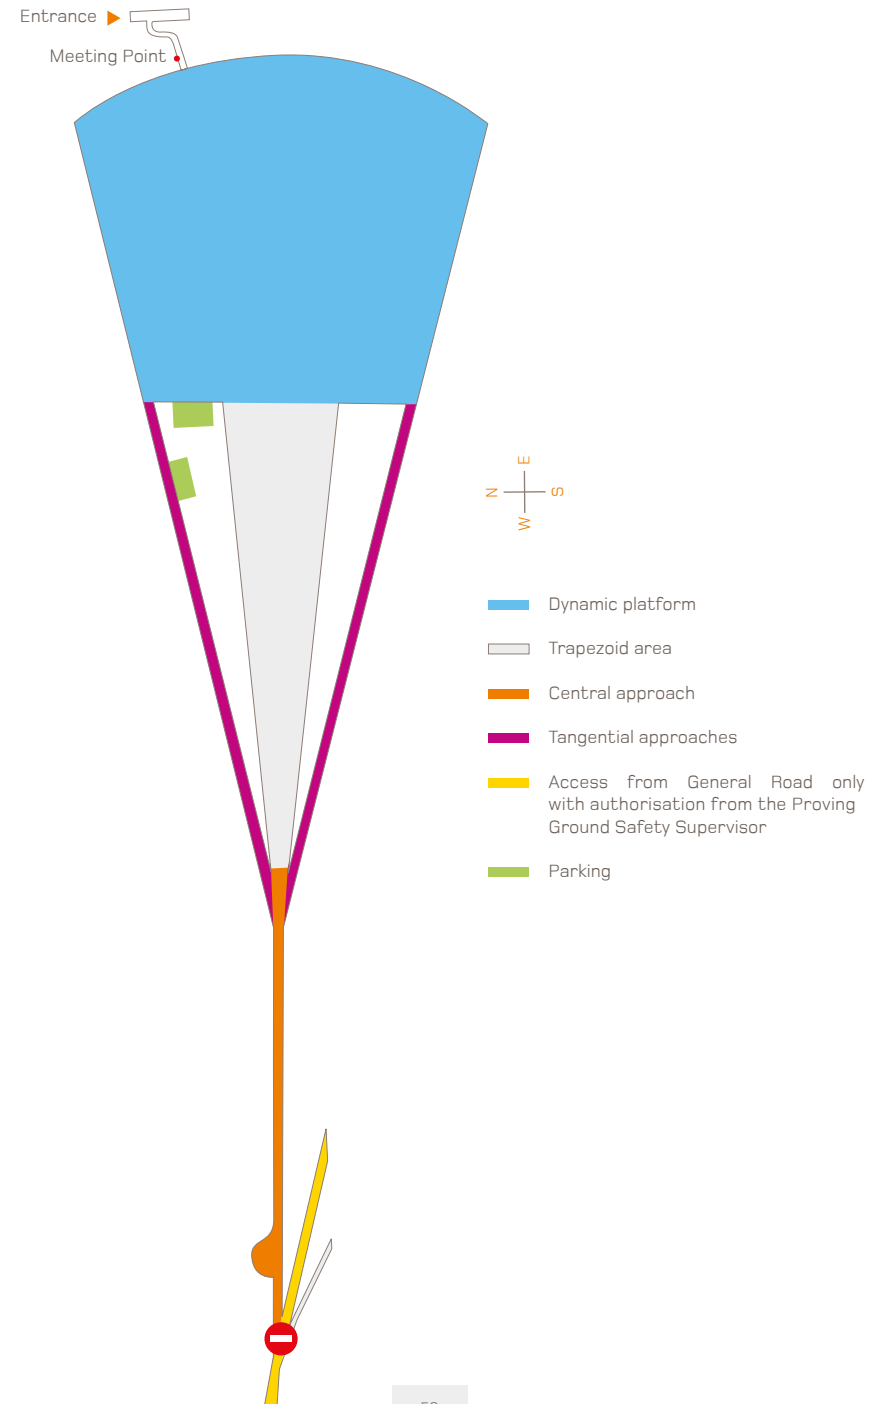 Entrance
Meeting Point
E
N
S
W
Dynamic platform
Trapezoid area
Central approach
Tangential approaches
Access from General Road only
with authorisation from the Proving
Ground Safety Supervisor
Parking